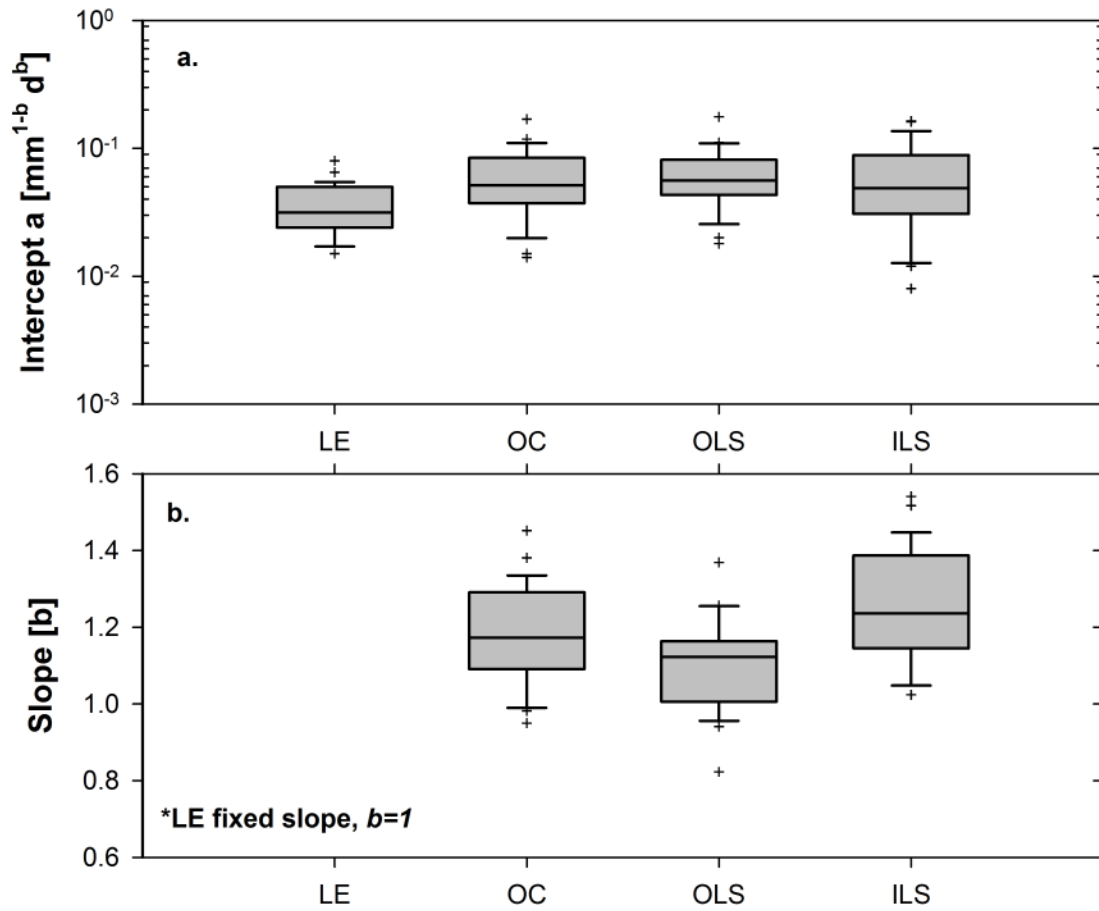 Intercept a [mm^1-b d^b]
10^0
10^-1
10^-2
10^-3
a.
LE OC OLS ILS
Slope [b]
1.6
1.4
1.2
1.0
0.8
0.6
b.
*LE fixed slope, b=1
LE OC OLS ILS